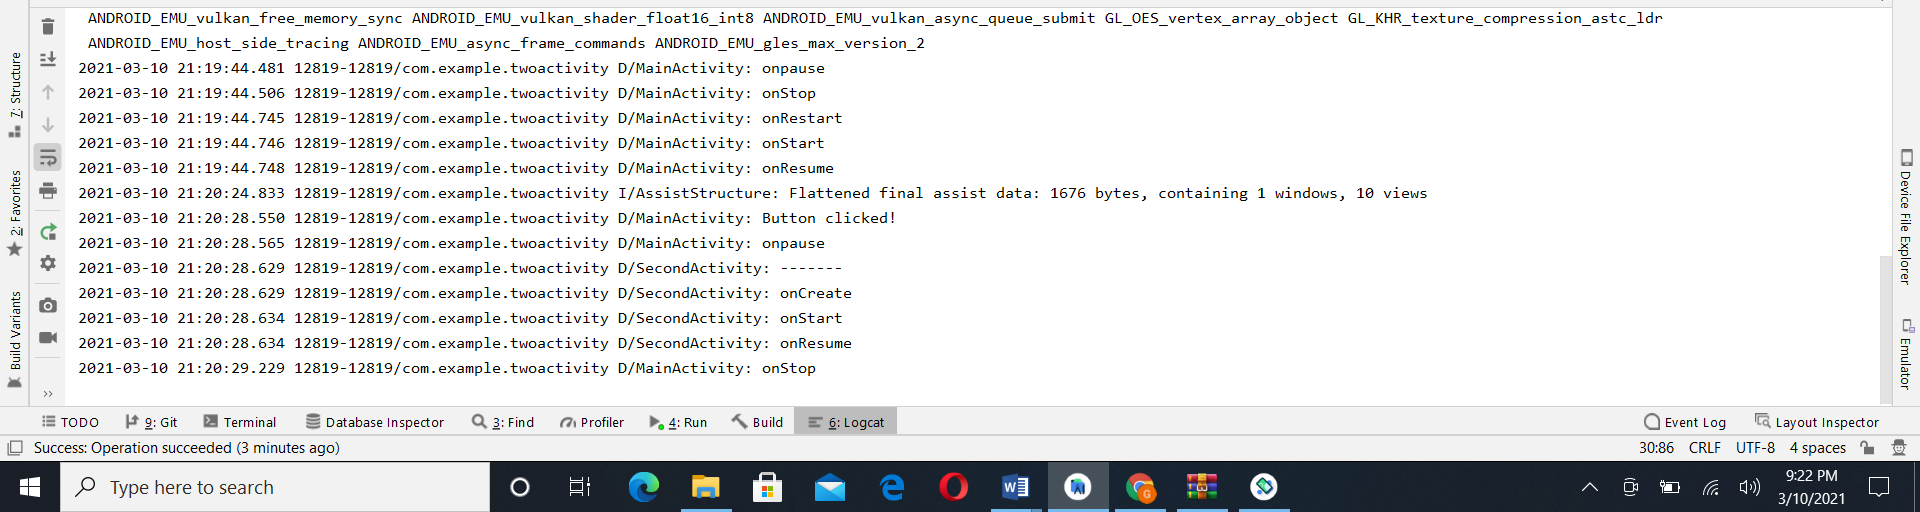 ANDROID_EMU_vulkan_free_memory_sync ANDROID_EMU_vulkan_shader_float16_int8 ANDROID_EMU_vulkan_async_queue_submit GL_OES_vertex_array_object GL_KHR_texture_compression_astc_ldr
ANDROID_EMU_host_side_tracing ANDROID_EMU_async_frame_commands ANDROID_EMU_gles_max_version_2
2021-03-10 21:19:44.481 12819-12819/com.example.twoactivity D/MainActivity: onpause
2021-03-10 21:19:44.506 12819-12819/com.example.twoactivity D/MainActivity: onStop
2021-03-10 21:19:44.745 12819-12819/com.example.twoactivity D/MainActivity: onRestart
2021-03-10 21:19:44.746 12819-12819/com.example.twoactivity D/MainActivity: onStart
2021-03-10 21:19:44.748 12819-12819/com.example.twoactivity D/MainActivity: onResume
2021-03-10 21:20:24.833 12819-12819/com.example.twoactivity I/AssistStructure: Flattened final assist data: 1676 bytes, containing 1 windows, 10 views
2021-03-10 21:20:28.550 12819-12819/com.example.twoactivity D/MainActivity: Button clicked!
2021-03-10 21:20:28.565 12819-12819/com.example.twoactivity D/MainActivity: onpause
2021-03-10 21:20:28.629 12819-12819/com.example.twoactivity D/SecondActivity: -------
2021-03-10 21:20:28.629 12819-12819/com.example.twoactivity D/SecondActivity: onCreate
2021-03-10 21:20:28.634 12819-12819/com.example.twoactivity D/SecondActivity: onStart
2021-03-10 21:20:28.634 12819-12819/com.example.twoactivity D/SecondActivity: onResume
2021-03-10 21:20:29.229 12819-12819/com.example.twoactivity D/MainActivity: onStop
7: Structure
2: Favorites
Build Variants
Device File Explorer
Emulator
TODO 9: Git Terminal Database Inspector 3: Find Profiler 4: Run Build 6: Logcat Event Log Layout Inspector
Success: Operation succeeded (3 minutes ago) 30:86 CRLF UTF-8 4 spaces
Type here to search
9:22 PM
3/10/2021